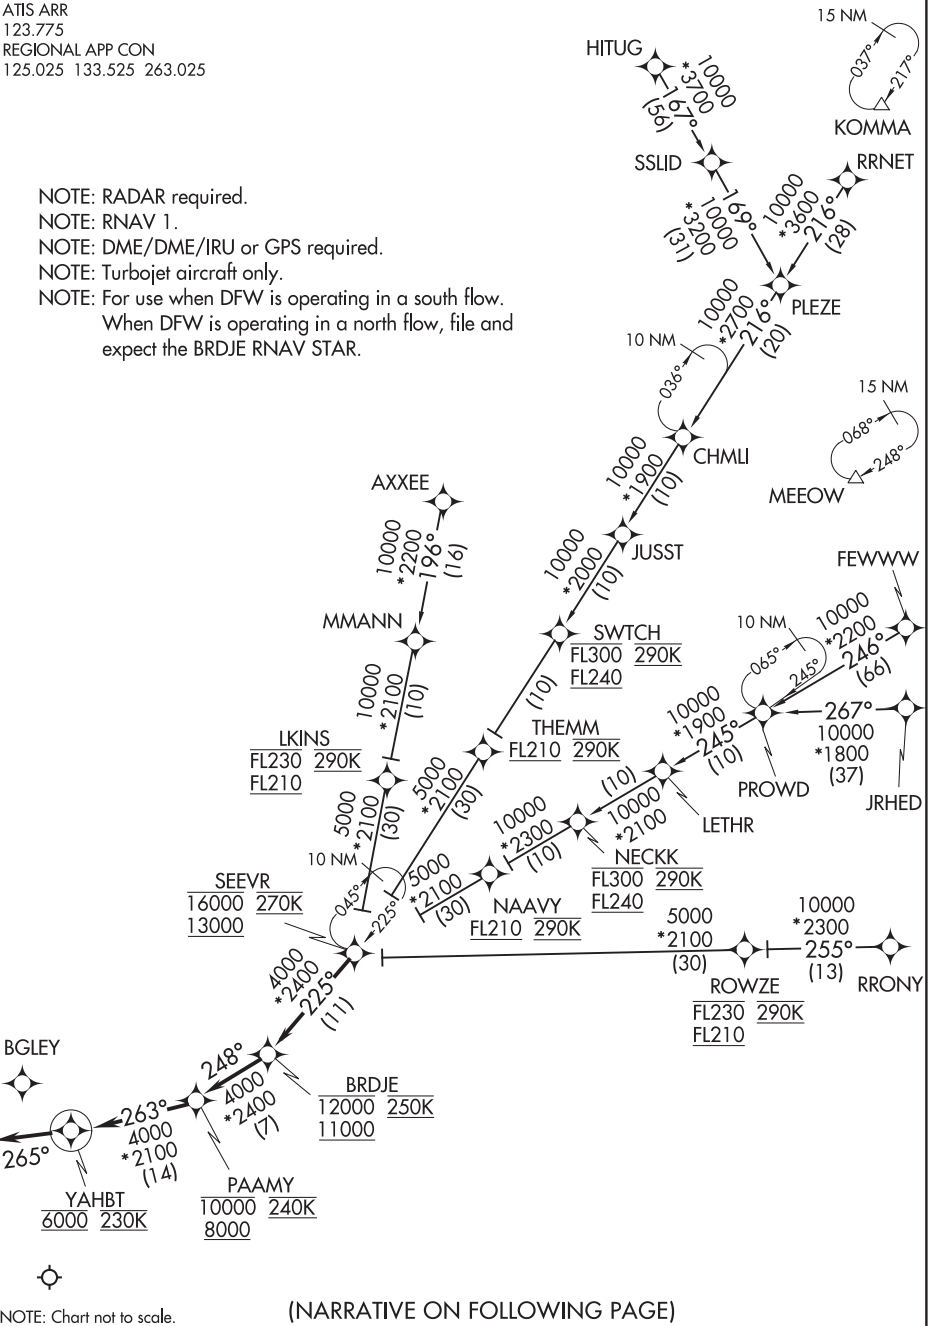 ATIS ARR
123.775
REGIONAL APP CON
125.025 133.525 263.025
15 NM
037°
217°
KOMMA
HITUG
10000
*3700
167°
(56)
SSLID
RRNET
169°
10000
*3200
(31)
10000
*3600
216°
(28)
NOTE: RADAR required.
NOTE: RNAV 1.
NOTE: DME/DME/IRU or GPS required.
NOTE: Turbojet aircraft only.
NOTE: For use when DFW is operating in a south flow.
When DFW is operating in a north flow, file and
expect the BRDJE RNAV STAR.
PLEZE
10000
*2700
216°
(20)
10 NM
036°
CHMLI
15 NM
068°
248°
MEEOW
10000
*1900
(10)
AXXEE
10000
*2200
196°
(16)
JUSST
10000
*2000
(10)
FEWWW
MMANN
SWTCH
FL300 290K
FL240
10 NM
065°
245°
10000
*2200
246°
(66)
10000
*2100
(10)
(10)
267°
10000
*1800
(37)
PROWD
JRHED
10000
*1900
245°
(10)
LKINS
FL230 290K
FL210
THEMM
FL210 290K
LETHR
(10)
10000
*2100
5000
*2100
(30)
5000
*2100
(30)
NECKK
FL300 290K
FL240
10000
*2300
(10)
10 NM
045°
225°
SEEVR
16000 270K
13000
5000
*2100
(30)
NAAVY
FL210 290K
5000
*2100
(30)
10000
*2300
255°
(13)
RRONY
ROWZE
FL230 290K
FL210
4000
*2400
225°
(11)
BGLEY
248°
4000
*2400
(7)
BRDJE
12000 250K
11000
263°
4000
*2100
(14)
265°
YAHBT
6000 230K
PAAMY
10000 240K
8000
NOTE: Chart not to scale.
(NARRATIVE ON FOLLOWING PAGE)